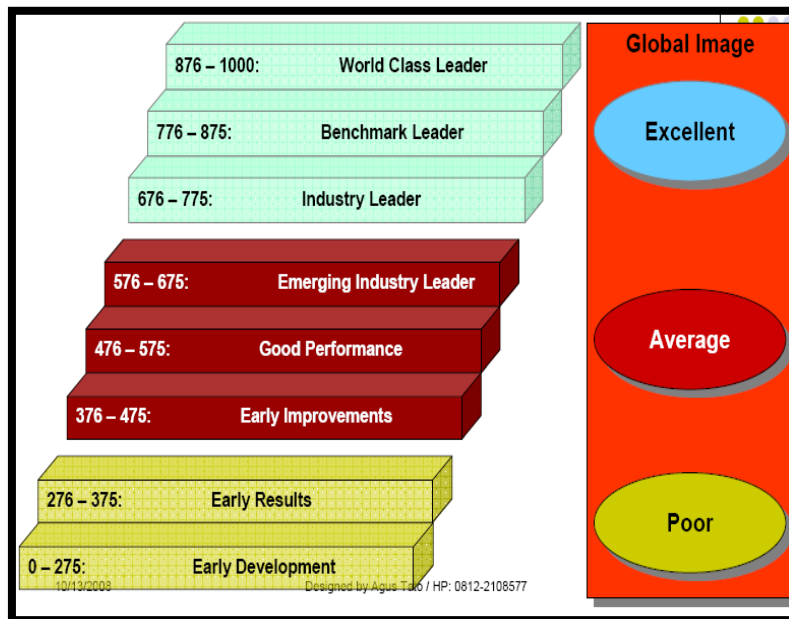 Global Image
876 – 1000: World Class Leader
776 – 875: Benchmark Leader
Excellent
676 – 775: Industry Leader
576 – 675: Emerging Industry Leader
476 – 575: Good Performance
Average
376 – 475: Early Improvements
276 – 375: Early Results
Poor
0 – 275: Early Development
10/13/2008 Designed by Agus Tato / HP: 0812-2108577